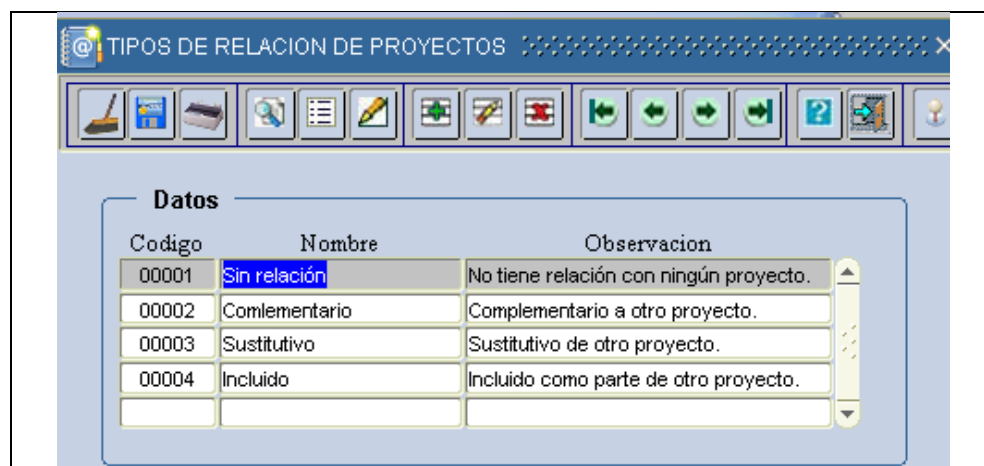 TIPOS DE RELACION DE PROYECTOS
Datos
Codigo Nombre Observacion
00001 Sin relación No tiene relación con ningún proyecto.
00002 Comlementario Complementario a otro proyecto.
00003 Sustitutivo Sustitutivo de otro proyecto.
00004 Incluido Incluido como parte de otro proyecto.